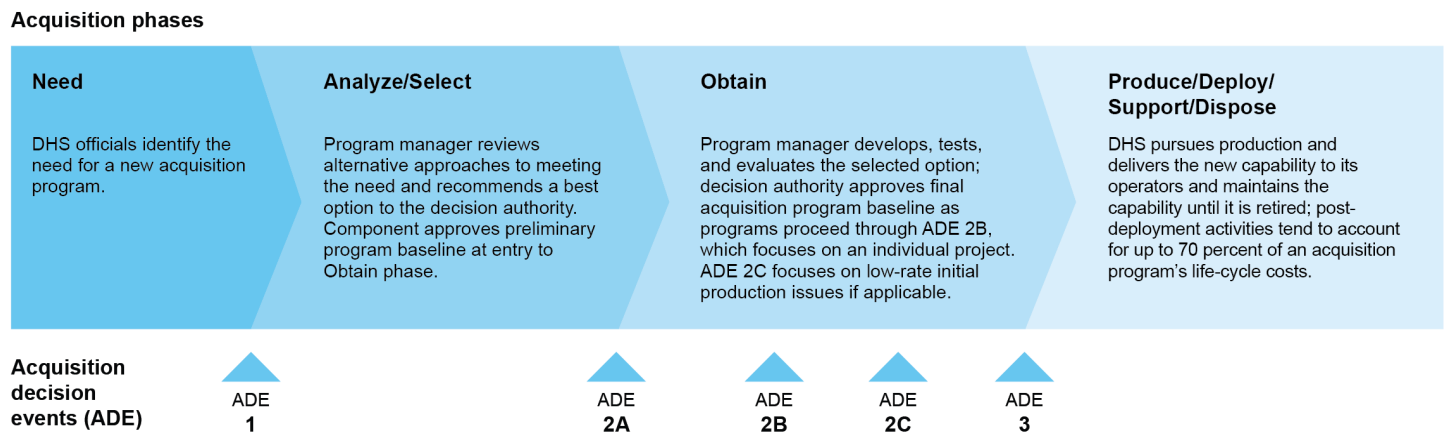 Acquisition phases
Need
DHS officials identify the
need for a new acquisition
program.
Analyze/Select
Program manager reviews
alternative approaches to meeting
the need and recommends a best
option to the decision authority.
Component approves preliminary
program baseline at entry to
Obtain phase.
Obtain
Program manager develops, tests,
and evaluates the selected option;
decision authority approves final
acquisition program baseline as
programs proceed through ADE 2B,
which focuses on an individual project.
ADE 2C focuses on low-rate initial
production issues if applicable.
Produce/Deploy/
Support/Dispose
DHS pursues production and
delivers the new capability to its
operators and maintains the
capability until it is retired; post-
deployment activities tend to account
for up to 70 percent of an acquisition
program's life-cycle costs.
Acquisition
decision
events (ADE)
ADE
1
ADE
2A
ADE
2B
ADE
2C
ADE
3